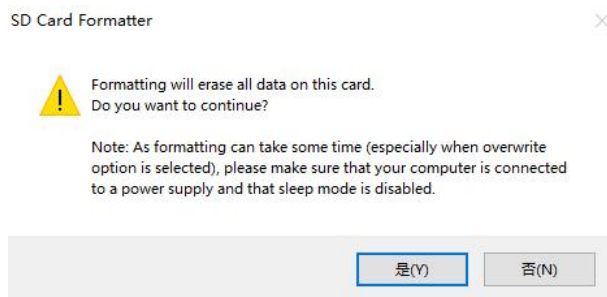 SD Card Formatter
Formatting will erase all data on this card.
Do you want to continue?
Note: As formatting can take some time (especially when overwrite
option is selected), please make sure that your computer is connected
to a power supply and that sleep mode is disabled.
是(Y)
否(N)